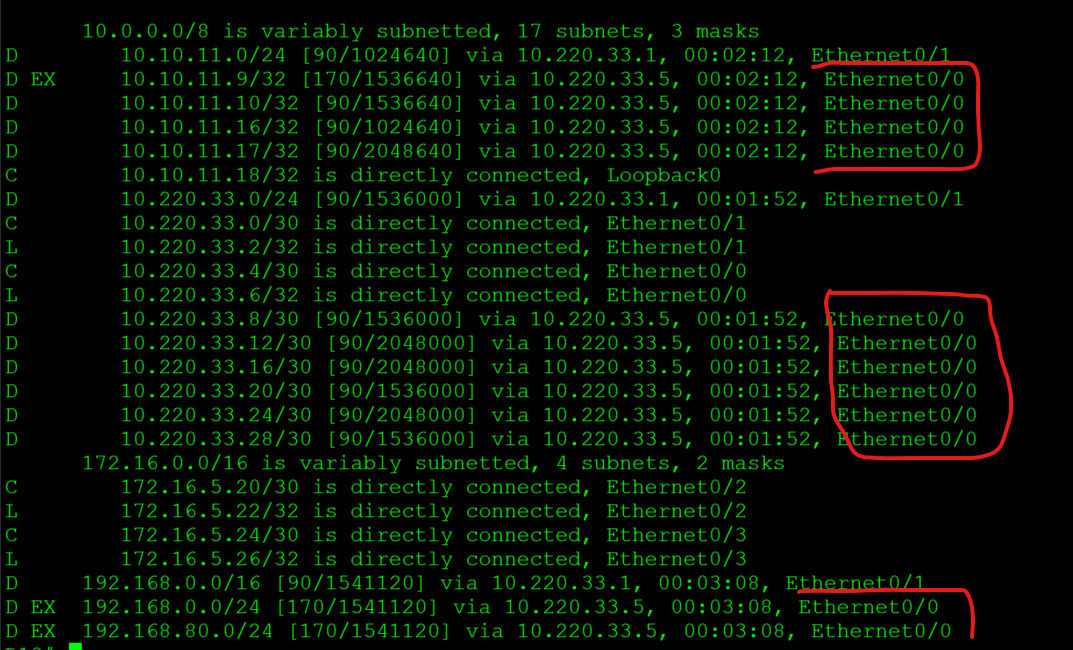 10.0.0.0/8 is variably subnetted, 17 subnets, 3 masks
D 10.10.11.0/24 [90/1024640] via 10.220.33.1, 00:02:12, Ethernet0/1
D EX 10.10.11.9/32 [170/1536640] via 10.220.33.5, 00:02:12, Ethernet0/0
D 10.10.11.10/32 [90/1536640] via 10.220.33.5, 00:02:12, Ethernet0/0
D 10.10.11.16/32 [90/1024640] via 10.220.33.5, 00:02:12, Ethernet0/0
D 10.10.11.17/32 [90/2048640] via 10.220.33.5, 00:02:12, Ethernet0/0
C 10.10.11.18/32 is directly connected, Loopback0
D 10.220.33.0/24 [90/1536000] via 10.220.33.1, 00:01:52, Ethernet0/1
C 10.220.33.0/30 is directly connected, Ethernet0/1
L 10.220.33.2/32 is directly connected, Ethernet0/1
C 10.220.33.4/30 is directly connected, Ethernet0/0
L 10.220.33.6/32 is directly connected, Ethernet0/0
D 10.220.33.8/30 [90/1536000] via 10.220.33.5, 00:01:52, Ethernet0/0
D 10.220.33.12/30 [90/2048000] via 10.220.33.5, 00:01:52, Ethernet0/0
D 10.220.33.16/30 [90/2048000] via 10.220.33.5, 00:01:52, Ethernet0/0
D 10.220.33.20/30 [90/1536000] via 10.220.33.5, 00:01:52, Ethernet0/0
D 10.220.33.24/30 [90/2048000] via 10.220.33.5, 00:01:52, Ethernet0/0
D 10.220.33.28/30 [90/1536000] via 10.220.33.5, 00:01:52, Ethernet0/0
172.16.0.0/16 is variably subnetted, 4 subnets, 2 masks
C 172.16.5.20/30 is directly connected, Ethernet0/2
L 172.16.5.22/32 is directly connected, Ethernet0/2
C 172.16.5.24/30 is directly connected, Ethernet0/3
L 172.16.5.26/32 is directly connected, Ethernet0/3
D 192.168.0.0/16 [90/1541120] via 10.220.33.1, 00:03:08, Ethernet0/1
D EX 192.168.0.0/24 [170/1541120] via 10.220.33.5, 00:03:08, Ethernet0/0
D EX 192.168.80.0/24 [170/1541120] via 10.220.33.5, 00:03:08, Ethernet0/0